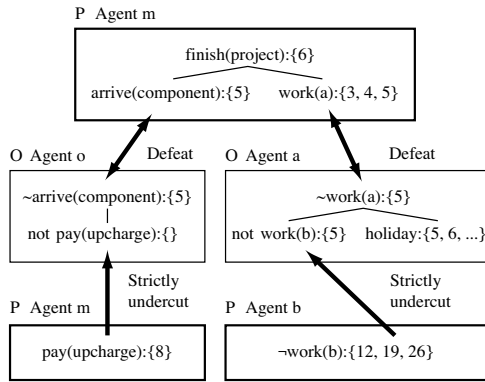 P Agent m
finish(project):{6}
arrive(component):{5} work(a):{3, 4, 5}
O Agent o Defeat O Agent a Defeat
~arrive(component):{5} ~work(a):{5}
not pay(upcharge):{} not work(b):{5} holiday:{5, 6, ...}
Strictly undercut Strictly undercut
P Agent m P Agent b
pay(upcharge):{8} ¬work(b):{12, 19, 26}